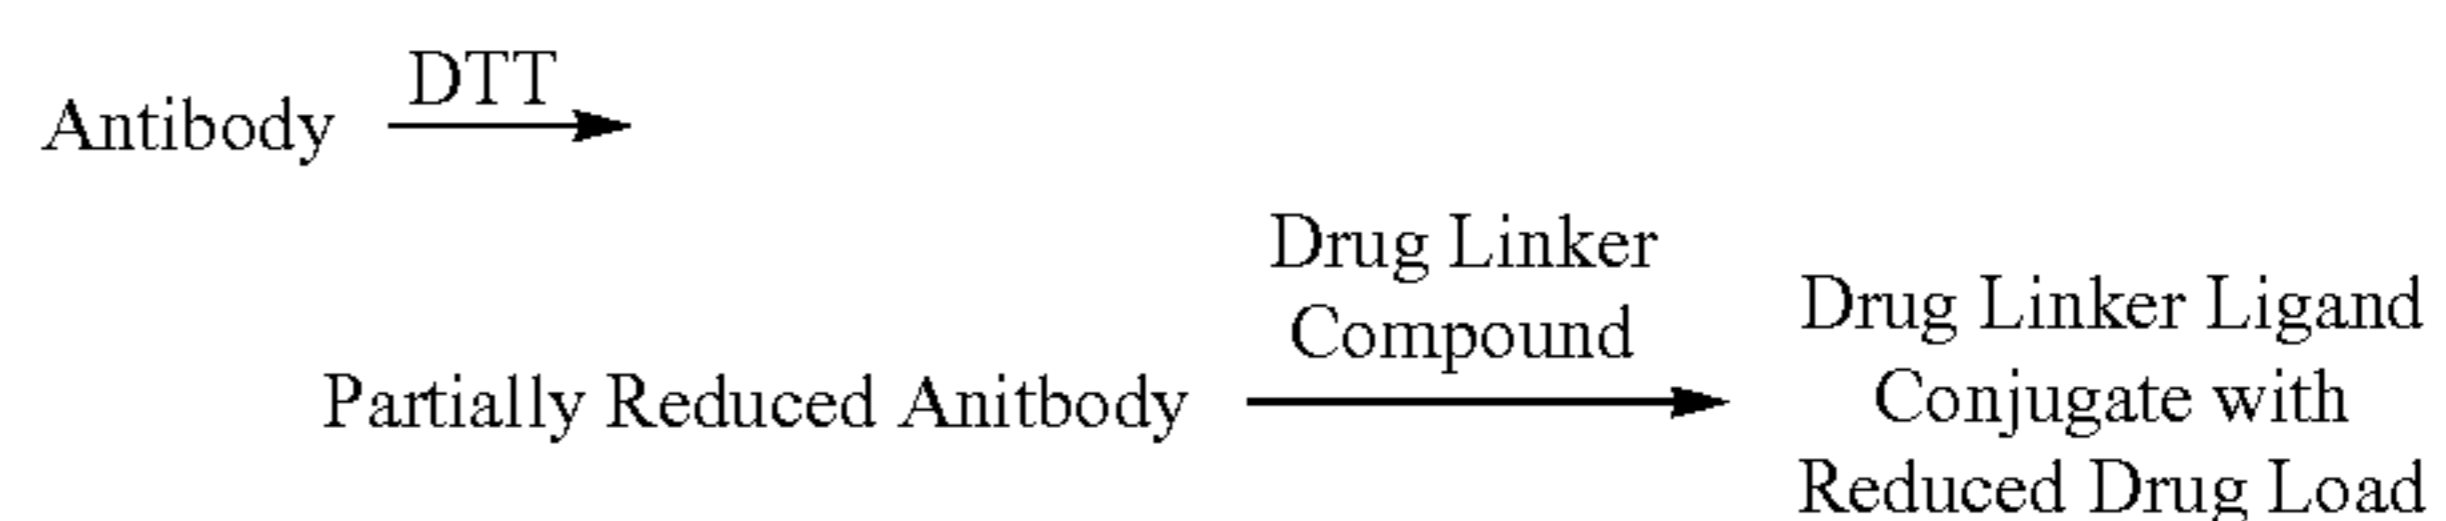 DTT
Antibody
Drug Linker
Compound
Partially Reduced Anitbody
Drug Linker Ligand
Conjugate with
Reduced Drug Load